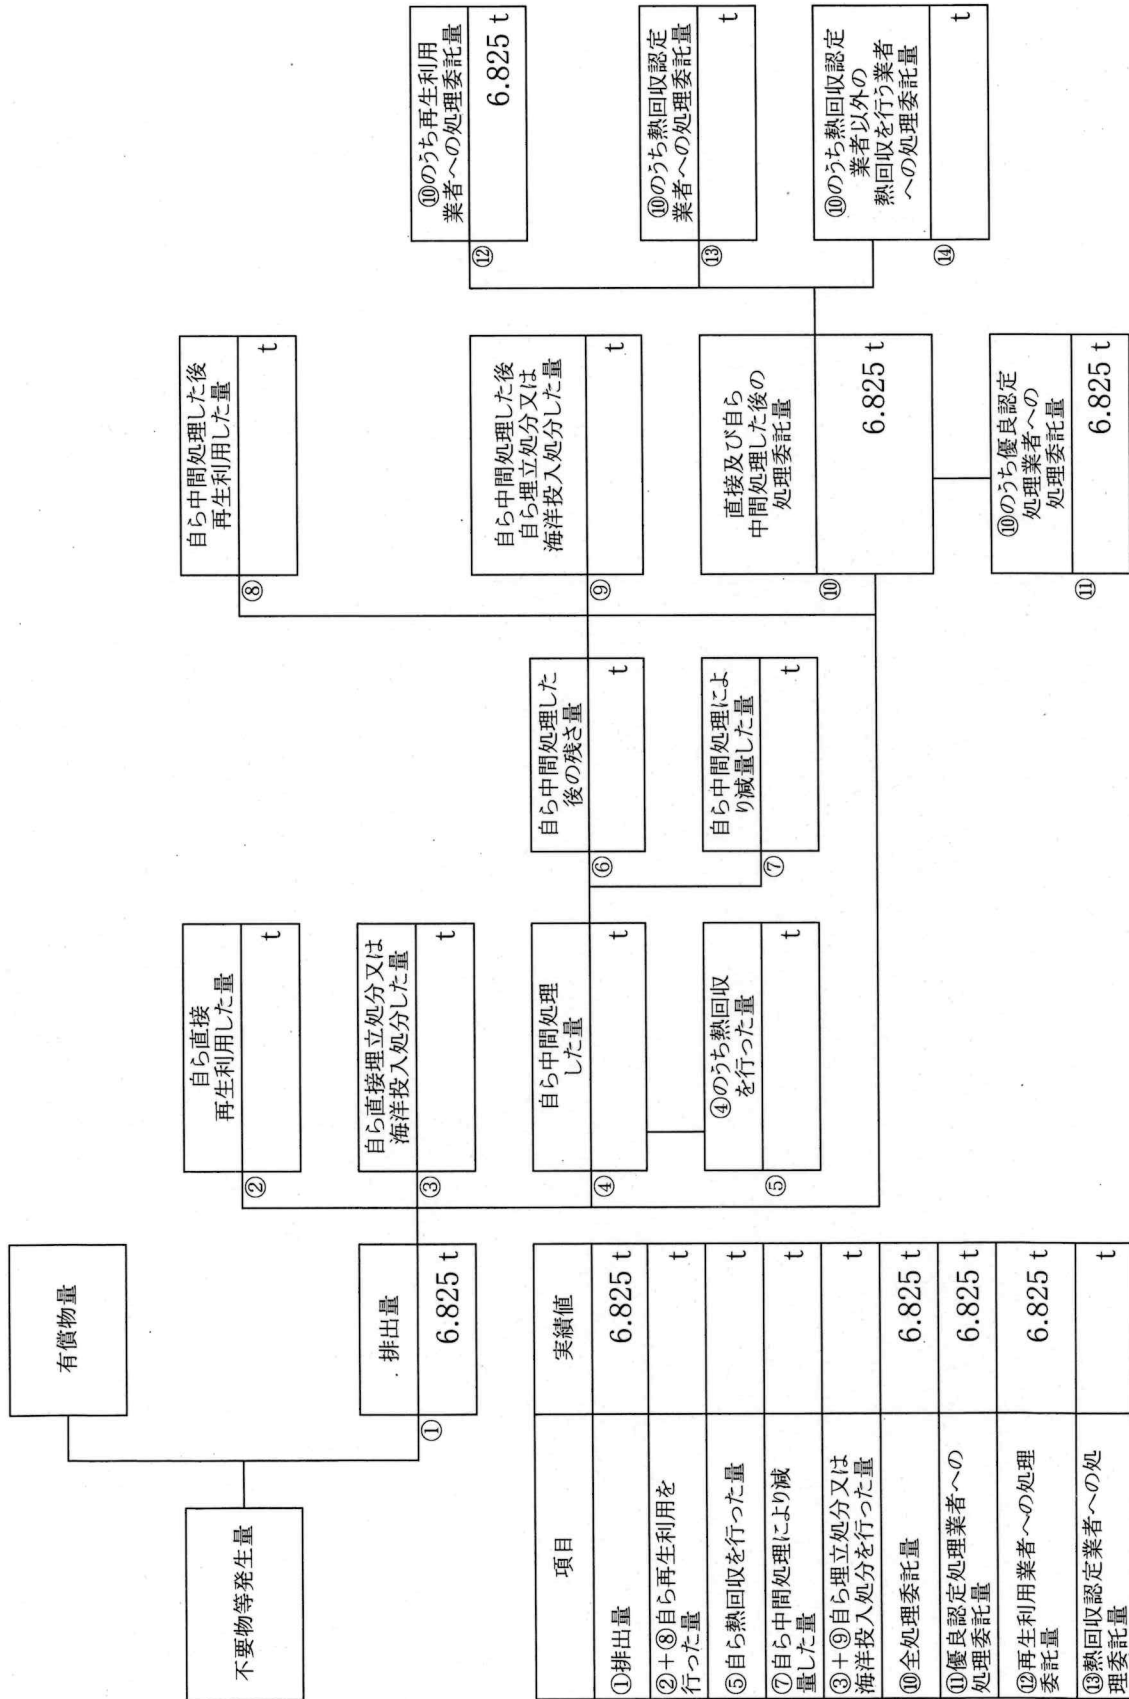 不要物等発生量
有償物量
①
排出量
6.825 t
②
自ら直接
再生利用した量
t
③
自ら直接埋立処分又は
海洋投入処分した量
t
④
自ら中間処理
した量
t
⑤
④のうち熱回収
を行った量
t
⑥
自ら中間処理した
後の残さ量
t
⑦
自ら中間処理によ
り減量した量
t
⑧
自ら中間処理した後
再生利用した量
t
⑨
自ら中間処理した後
自ら埋立処分又は
海洋投入処分した量
t
⑩
直接及び自ら
中間処理した後の
処理委託量
6.825 t
⑪
⑩のうち優良認定
処理業者への
処理委託量
6.825 t
⑫
⑩のうち再生利用
業者への処理委託量
6.825 t
⑬
⑩のうち熱回収認定
業者への処理委託量
t
⑭
⑩のうち熱回収認定
業者以外の
熱回収を行う業者
への処理委託量
t
項目 実績値
①排出量 6.825 t
②+⑧自ら再生利用を
行った量 t
⑤自ら熱回収を行った量 t
⑦自ら中間処理により減
量した量 t
③+⑨自ら埋立処分又は
海洋投入処分を行った量 t
⑩全処理委託量 6.825 t
⑪優良認定処理業者への
処理委託量 6.825 t
⑫再生利用業者への処理
委託量 6.825 t
⑬熱回収認定業者への処
理委託量 t